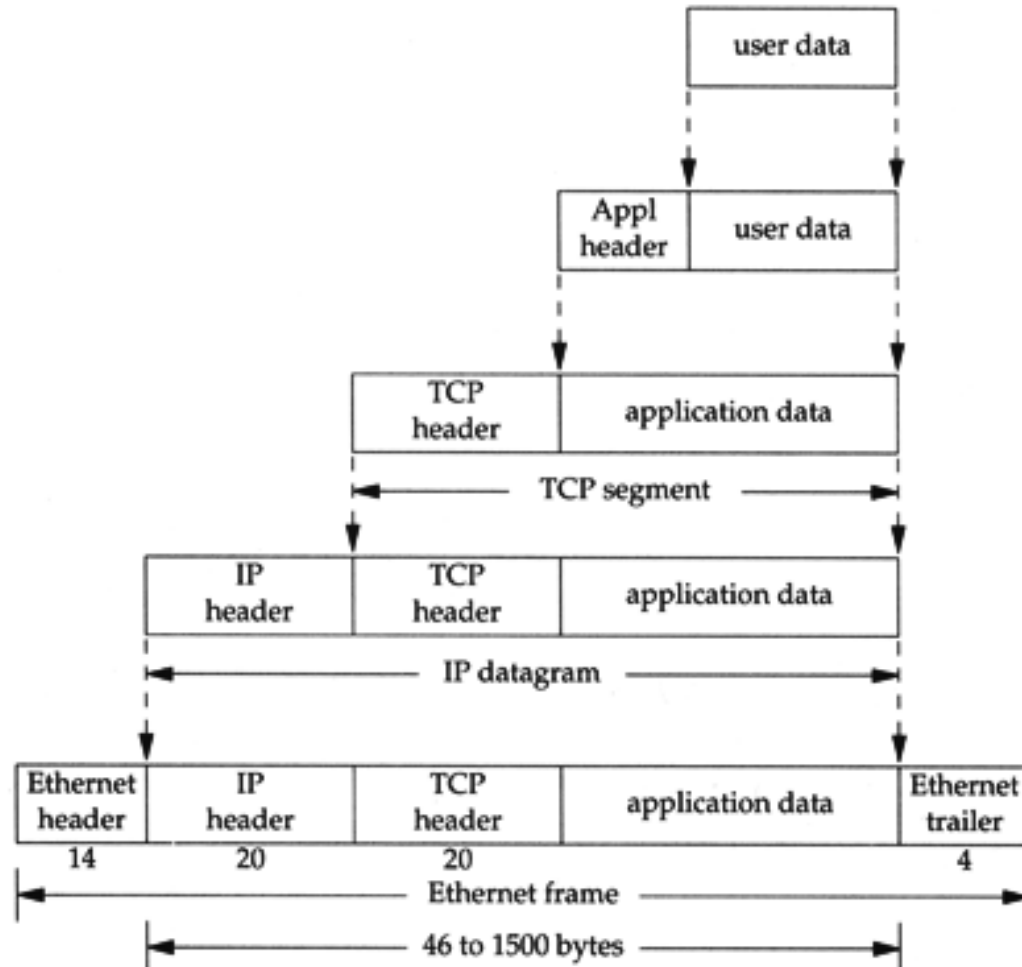 user data
Appl
header
user data
TCP
header
application data
TCP segment
IP
header
TCP
header
application data
IP datagram
Ethernet
header
IP
header
TCP
header
application data
Ethernet
trailer
14
20
20
4
Ethernet frame
46 to 1500 bytes